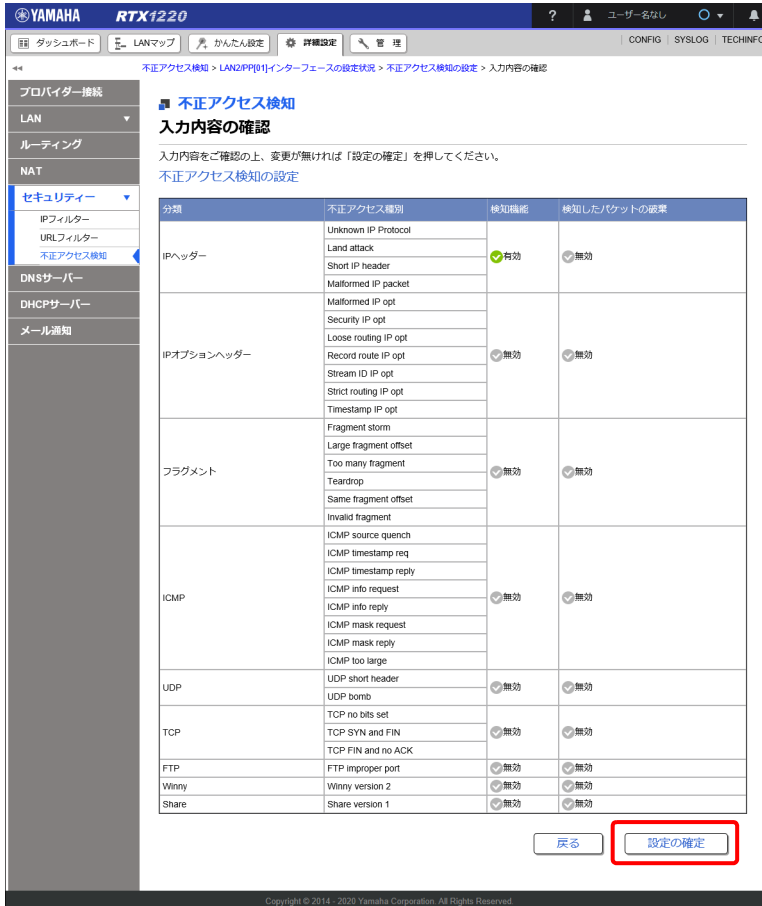 YAMAHA RTX1220 ? ユーザーなし
ダッシュボード LANマップ かんたん設定 詳細設定 管 理 CONFIG SYSLOG TECHINFO
不正アクセス検知 > LAN2/PP[01]インターフェースの設定状況 > 不正アクセス検知の設定 > 入力内容の確認
プロバイダー接続
LAN
ルーティング
NAT
セキュリティー
IPフィルター
URLフィルター
不正アクセス検知
DNSサーバー
DHCPサーバー
メール通知
不正アクセス検知
入力内容の確認
入力内容をご確認の上、変更が無ければ「設定の確定」を押してください。
不正アクセス検知の設定
分類 不正アクセス種別 検知機能 検知したパケットの破棄
IPヘッダー
Unknown IP Protocol
Land attack
Short IP header
Malformed IP packet
有効 無効
IPオプションヘッダー
Malformed IP opt
Security IP opt
Loose routing IP opt
Record route IP opt
Stream ID IP opt
Strict routing IP opt
Timestamp IP opt
無効 無効
フラグメント
Fragment storm
Large fragment offset
Too many fragment
Teardrop
Same fragment offset
Invalid fragment
無効 無効
ICMP
ICMP source quench
ICMP timestamp req
ICMP timestamp reply
ICMP info request
ICMP info reply
ICMP mask request
ICMP mask reply
ICMP too large
無効 無効
UDP
UDP short header
UDP bomb
無効 無効
TCP
TCP no bits set
TCP SYN and FIN
TCP FIN and no ACK
無効 無効
FTP FTP improper port 無効 無効
Winny Winny version 2 無効 無効
Share Share version 1 無効 無効
戻る 設定の確定
Copyright © 2014 - 2020 Yamaha Corporation. All Rights Reserved.